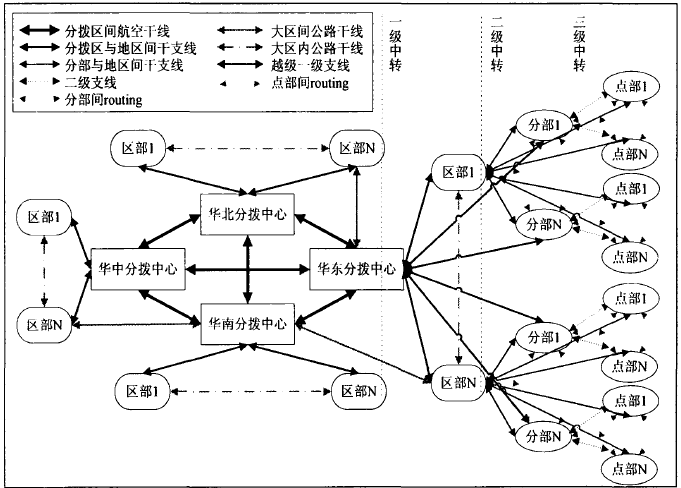 分拨区间航空干线
大区间公路干线
分拨区与地区间干支线
大区内公路干线
分部与地区间干支线
越级一级支线
二级支线
点部间routing
分部间routing
一级中转
二级中转
三级中转
区部1
区部N
华北分拨中心
区部1
区部N
华中分拨中心
华东分拨中心
华南分拨中心
区部1
区部N
区部1
区部N
分部1
分部N
分部1
分部N
点部1
点部N
点部1
点部N
点部1
点部N
点部1
点部N